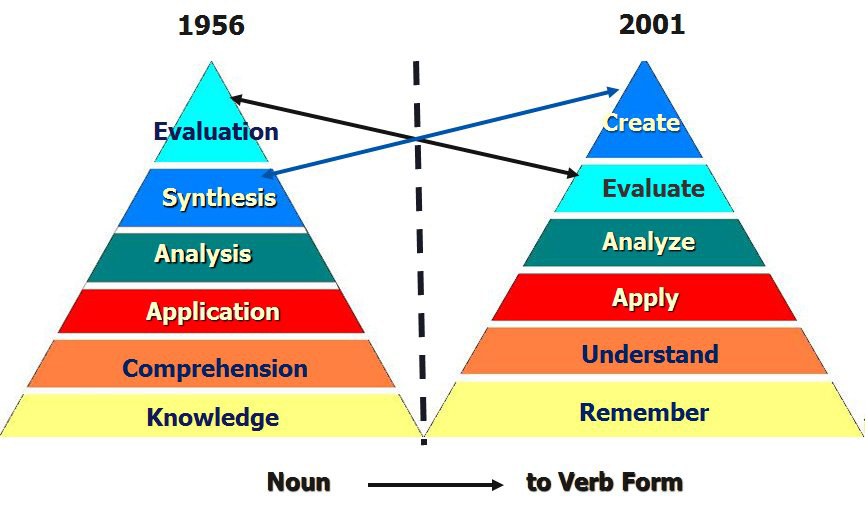 1956
Evaluation
Synthesis
Analysis
Application
Comprehension
Knowledge
2001
Create
Evaluate
Analyze
Apply
Understand
Remember
Noun to Verb Form